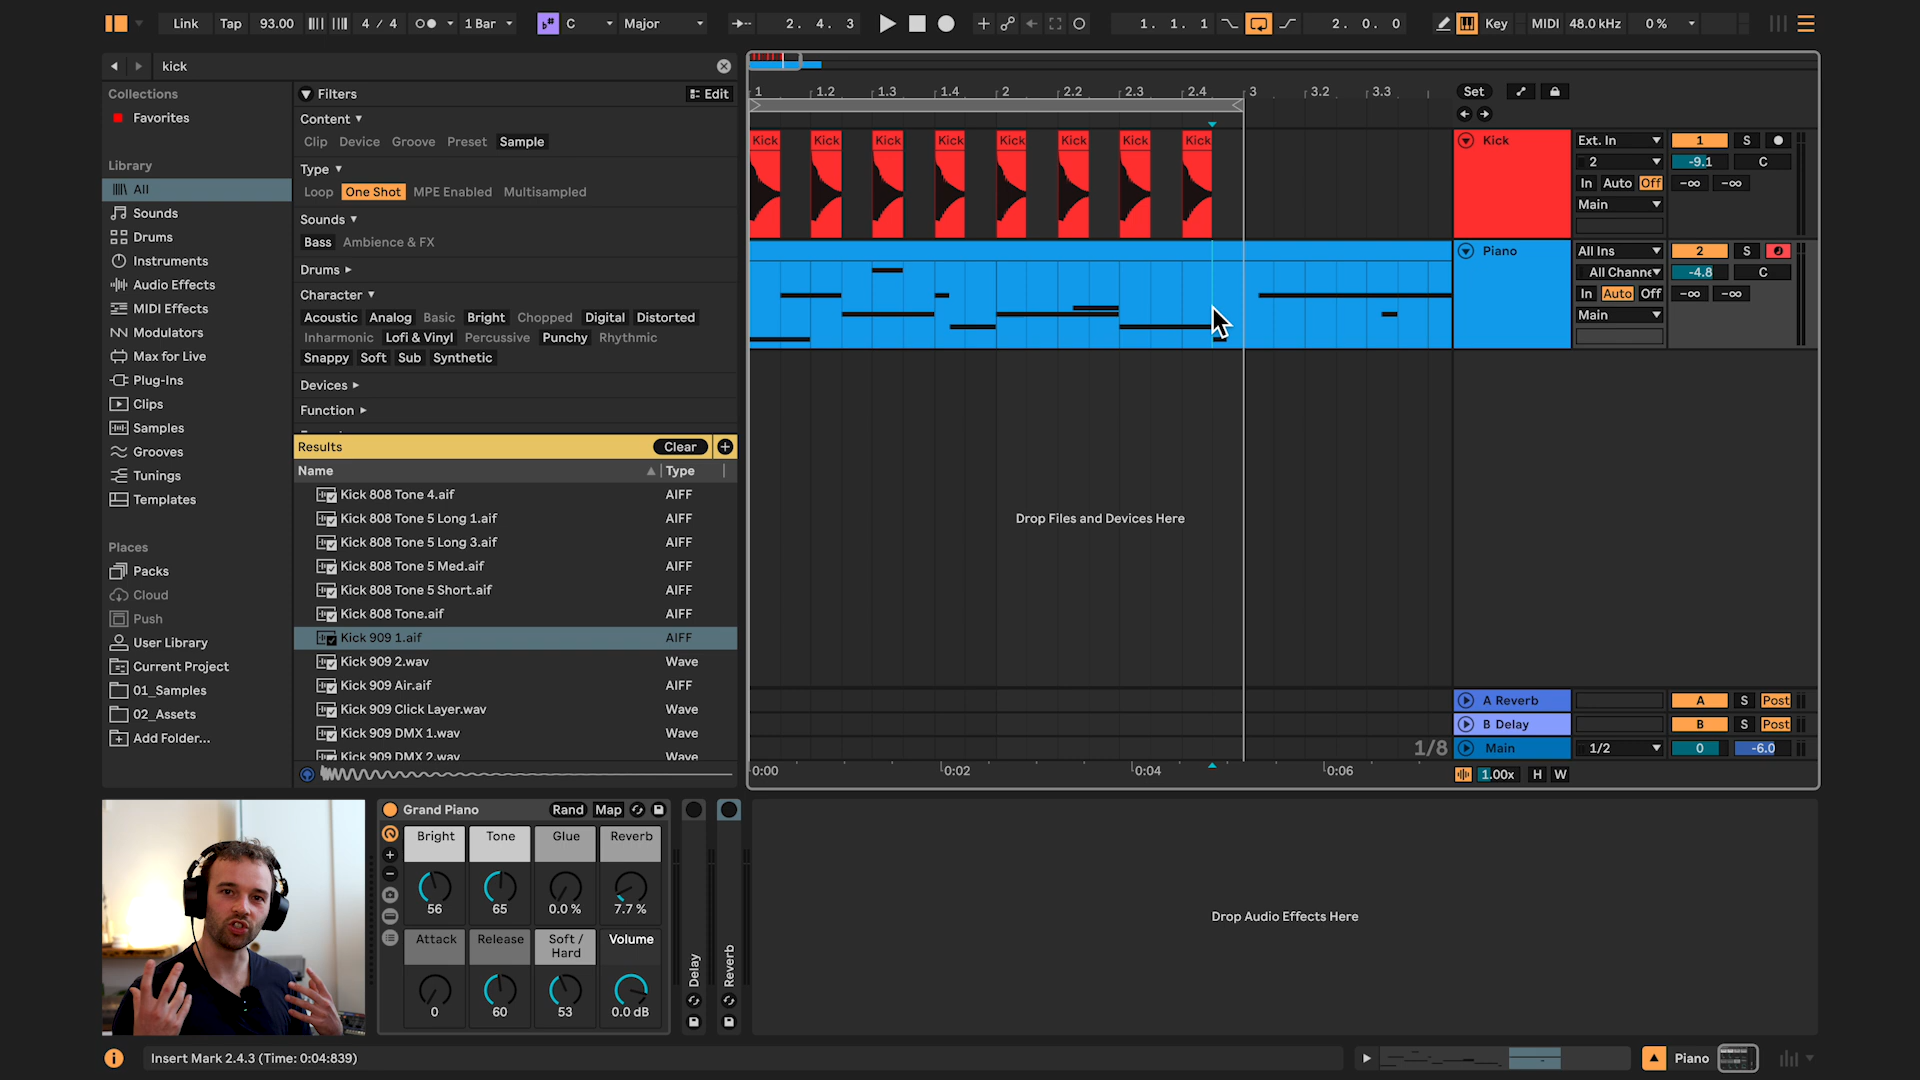 Link Tap 93.00 4 / 4 1 Bar C Major 2. 4. 3 1. 1. 1 2. 0. 0 Key MIDI 48.0 kHz 0 %
kick
Collections
Favorites
Library
All
Sounds
Drums
Instruments
Audio Effects
MIDI Effects
Modulators
Max for Live
Plug-Ins
Clips
Samples
Grooves
Tunings
Templates
Places
Packs
Cloud
Push
User Library
Current Project
01_Samples
02_Assets
Add Folder...
Filters Edit
Content
Clip Device Groove Preset Sample
Type
Loop One Shot MPE Enabled Multisampled
Sounds
Bass Ambience & FX
Drums
Character
Acoustic Analog Basic Bright Chopped Digital Distorted
Inharmonic Lofi & Vinyl Percussive Punchy Rhythmic
Snappy Soft Sub Synthetic
Devices
Function
Results Clear
Name Type
Kick 808 Tone 4.aif AIFF
Kick 808 Tone 5 Long 1.aif AIFF
Kick 808 Tone 5 Long 3.aif AIFF
Kick 808 Tone 5 Med.aif AIFF
Kick 808 Tone 5 Short.aif AIFF
Kick 808 Tone.aif AIFF
Kick 909 1.aif AIFF
Kick 909 2.wav Wave
Kick 909 Air.aif AIFF
Kick 909 Click Layer.wav Wave
Kick 909 DMX 1.wav Wave
Kick 909 DMX 2.wav Wave
1 1.2 1.3 1.4 2 2.2 2.3 2.4 3 3.2 3.3
Set
Kick Kick Kick Kick Kick Kick Kick Kick
Kick Ext. In 1 S
2 -9.1 C
In Auto Off -∞ -∞
Main
Piano All Ins 2 S
All Channe -4.8 C
In Auto Off -∞ -∞
Main
Drop Files and Devices Here
A Reverb A S Post
B Delay B S Post
1/8 Main 1/2 0 -6.0
0:00 0:02 0:04 0:06
1.00x H W
Grand Piano Rand Map
Bright Tone Glue Reverb
56 65 0.0 % 7.7 %
Attack Release Soft / Hard Volume
0 60 53 0.0 dB
Delay
Reverb
Drop Audio Effects Here
Insert Mark 2.4.3 (Time: 0:04:839)
Piano